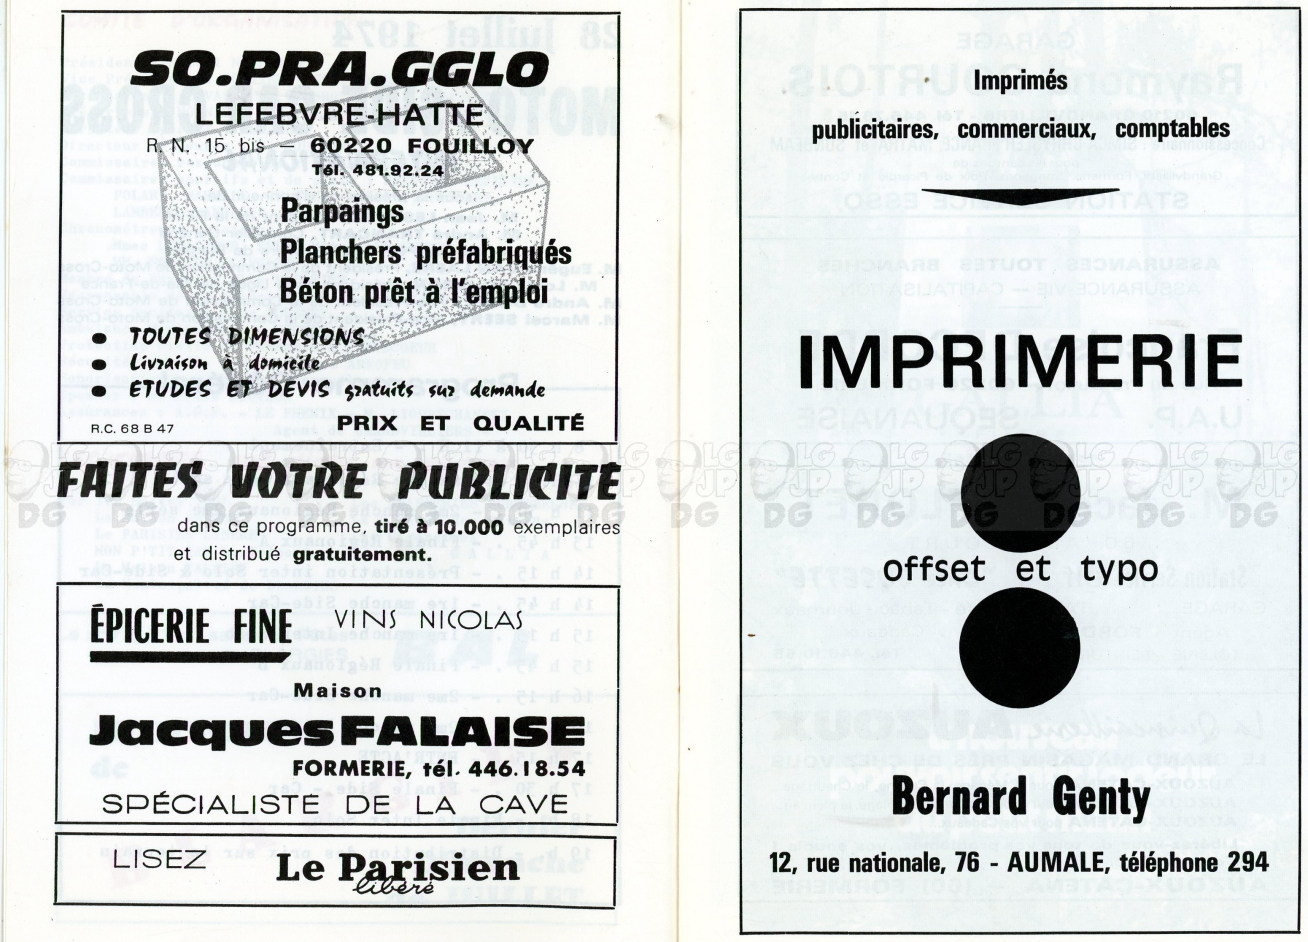 SO.PRA.GGLO
LEFEBVRE-HATTE
R. N. 15 bis — 60220 FOUILLOY
Tél. 481.92.24
Parpaings
Planchers préfabriqués
Béton prêt à l'emploi
● TOUTES DIMENSIONS
● Livraison à domicile
● ETUDES ET DEVIS gratuits sur demande
R.C. 68 B 47
PRIX ET QUALITÉ
FAITES VOTRE PUBLICITÉ
dans ce programme, tiré à 10.000 exemplaires
et distribué gratuitement.
ÉPICERIE FINE VINS NICOLAS
Maison
Jacques FALAISE
FORMERIE, tél. 446.18.54
SPÉCIALISTE DE LA CAVE
LISEZ Le Parisien
libéré
Imprimés
publicitaires, commerciaux, comptables
IMPRIMERIE
offset et typo
Bernard Genty
12, rue nationale, 76 - AUMALE, téléphone 294